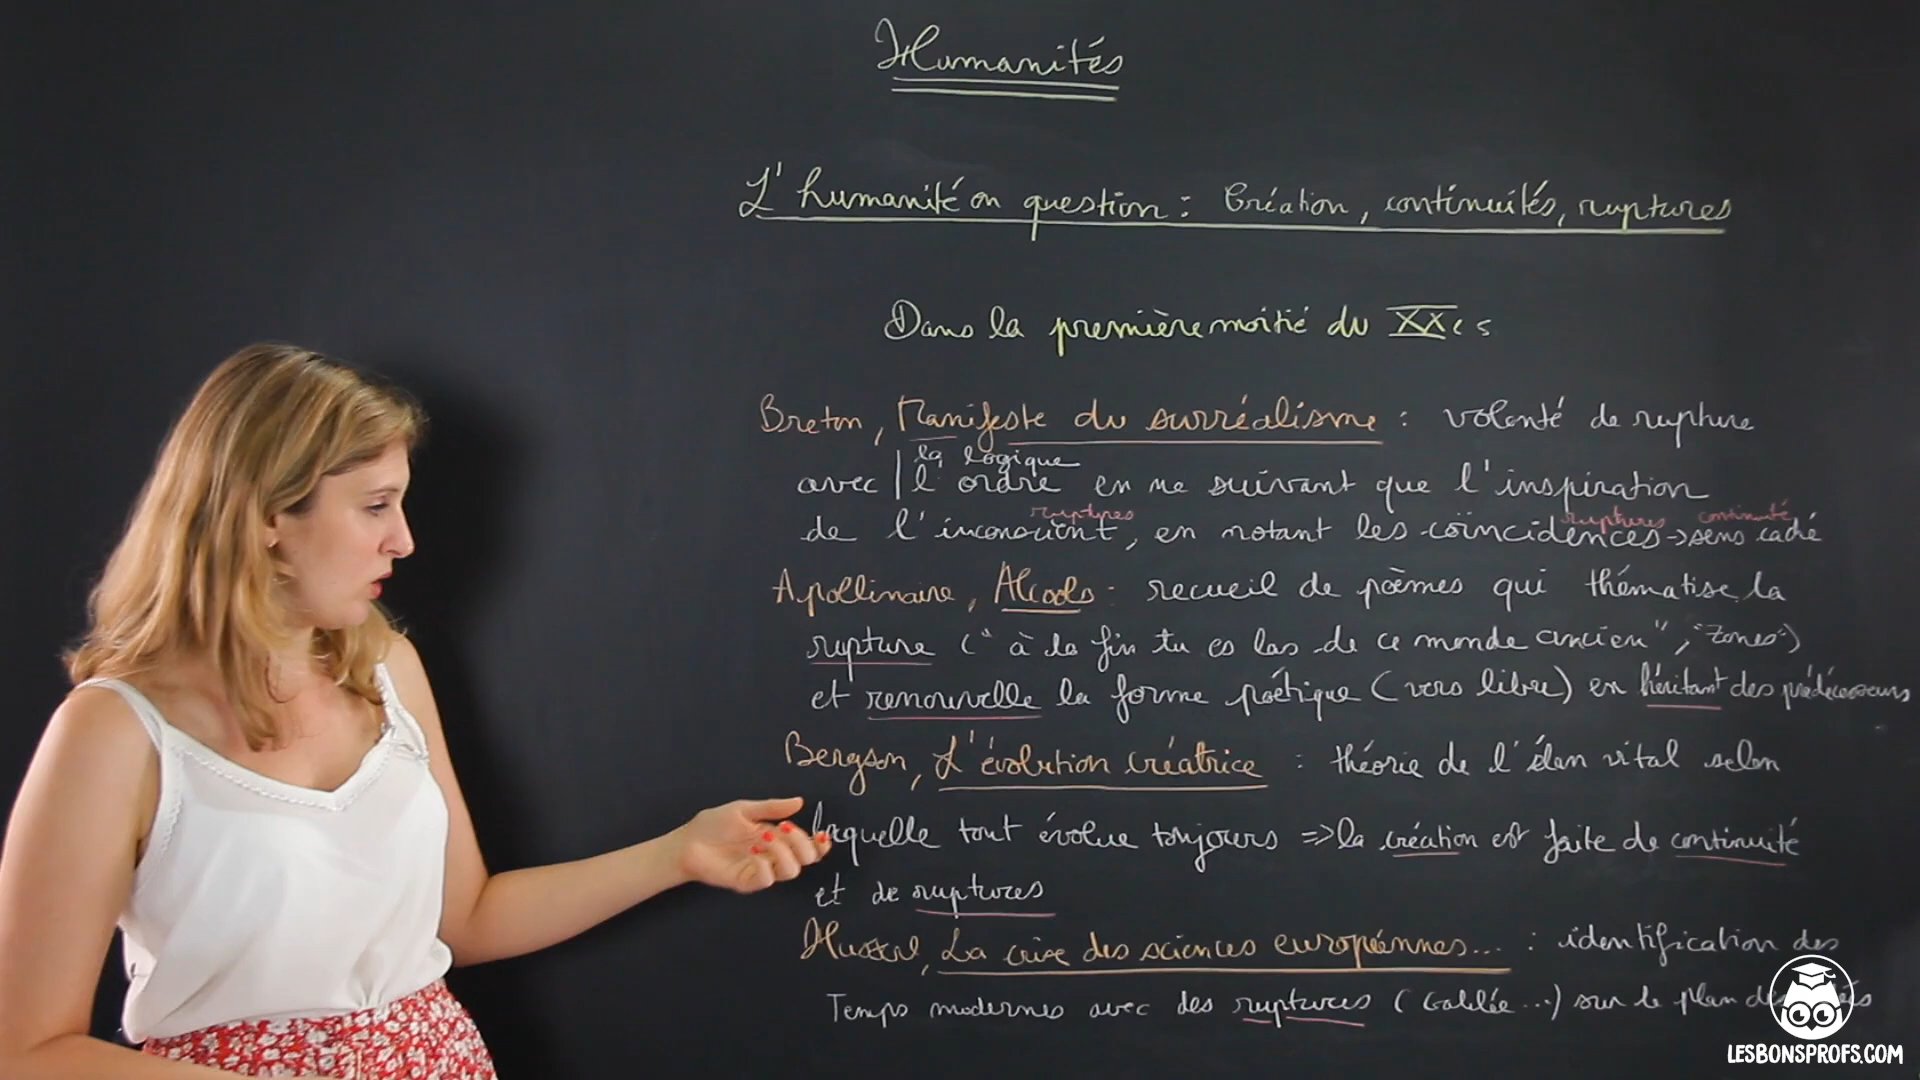 Humanités
L'humanité en question : Création, continuités, ruptures
Dans la première moitié du XXe s
Breton, Manifeste du surréalisme : volonté de rupture
la logique
avec | l'ordre en ne suivant que l'inspiration
ruptures ruptures continuité
de l'inconscient, en notant les coïncidences → sens caché
Apollinaire, Alcools : recueil de poèmes qui thématise la
rupture ("à la fin tu es las de ce monde ancien", "Zones")
et renouvelle la forme poétique (vers libre) en héritant des prédécesseurs
Bergson, L'évolution créatrice : théorie de l'élan vital selon
laquelle tout évolue toujours => la création est faite de continuité
et de ruptures
Husserl, La crise des sciences européennes... : identification des
Temps modernes avec des ruptures (Galilée...) sur le plan
LESBONSPROFS.COM